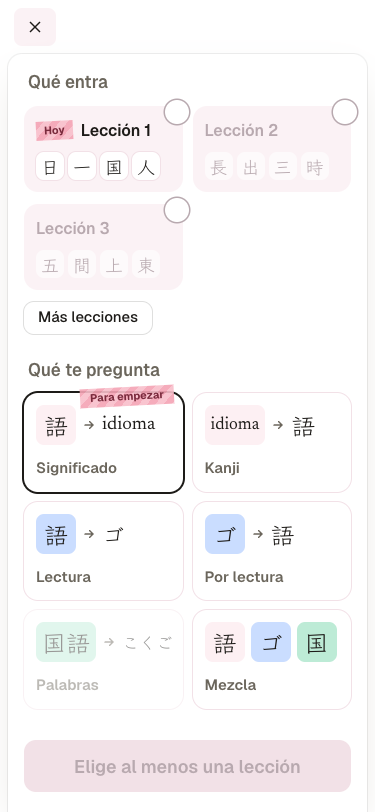 Qué entra
Hoy Lección 1
日 一 国 人
Lección 2
長 出 三 時
Lección 3
五 間 上 東
Más lecciones
Qué te pregunta
Para empezar
語 → idioma
Significado
idioma → 語
Kanji
語 → ゴ
Lectura
ゴ → 語
Por lectura
国語 → こくご
Palabras
語 ゴ 国
Mezcla
Elige al menos una lección